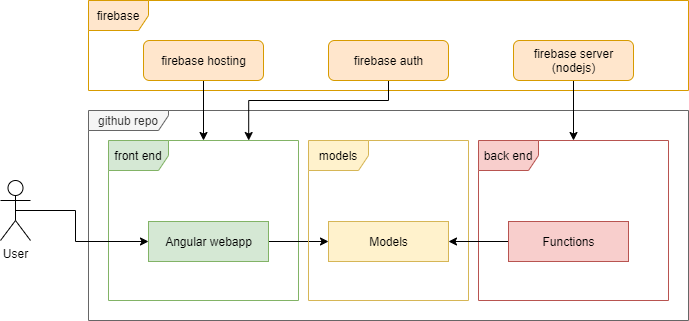 firebase
firebase hosting
firebase auth
firebase server
(nodejs)
github repo
front end
models
back end
Angular webapp
Models
Functions
User